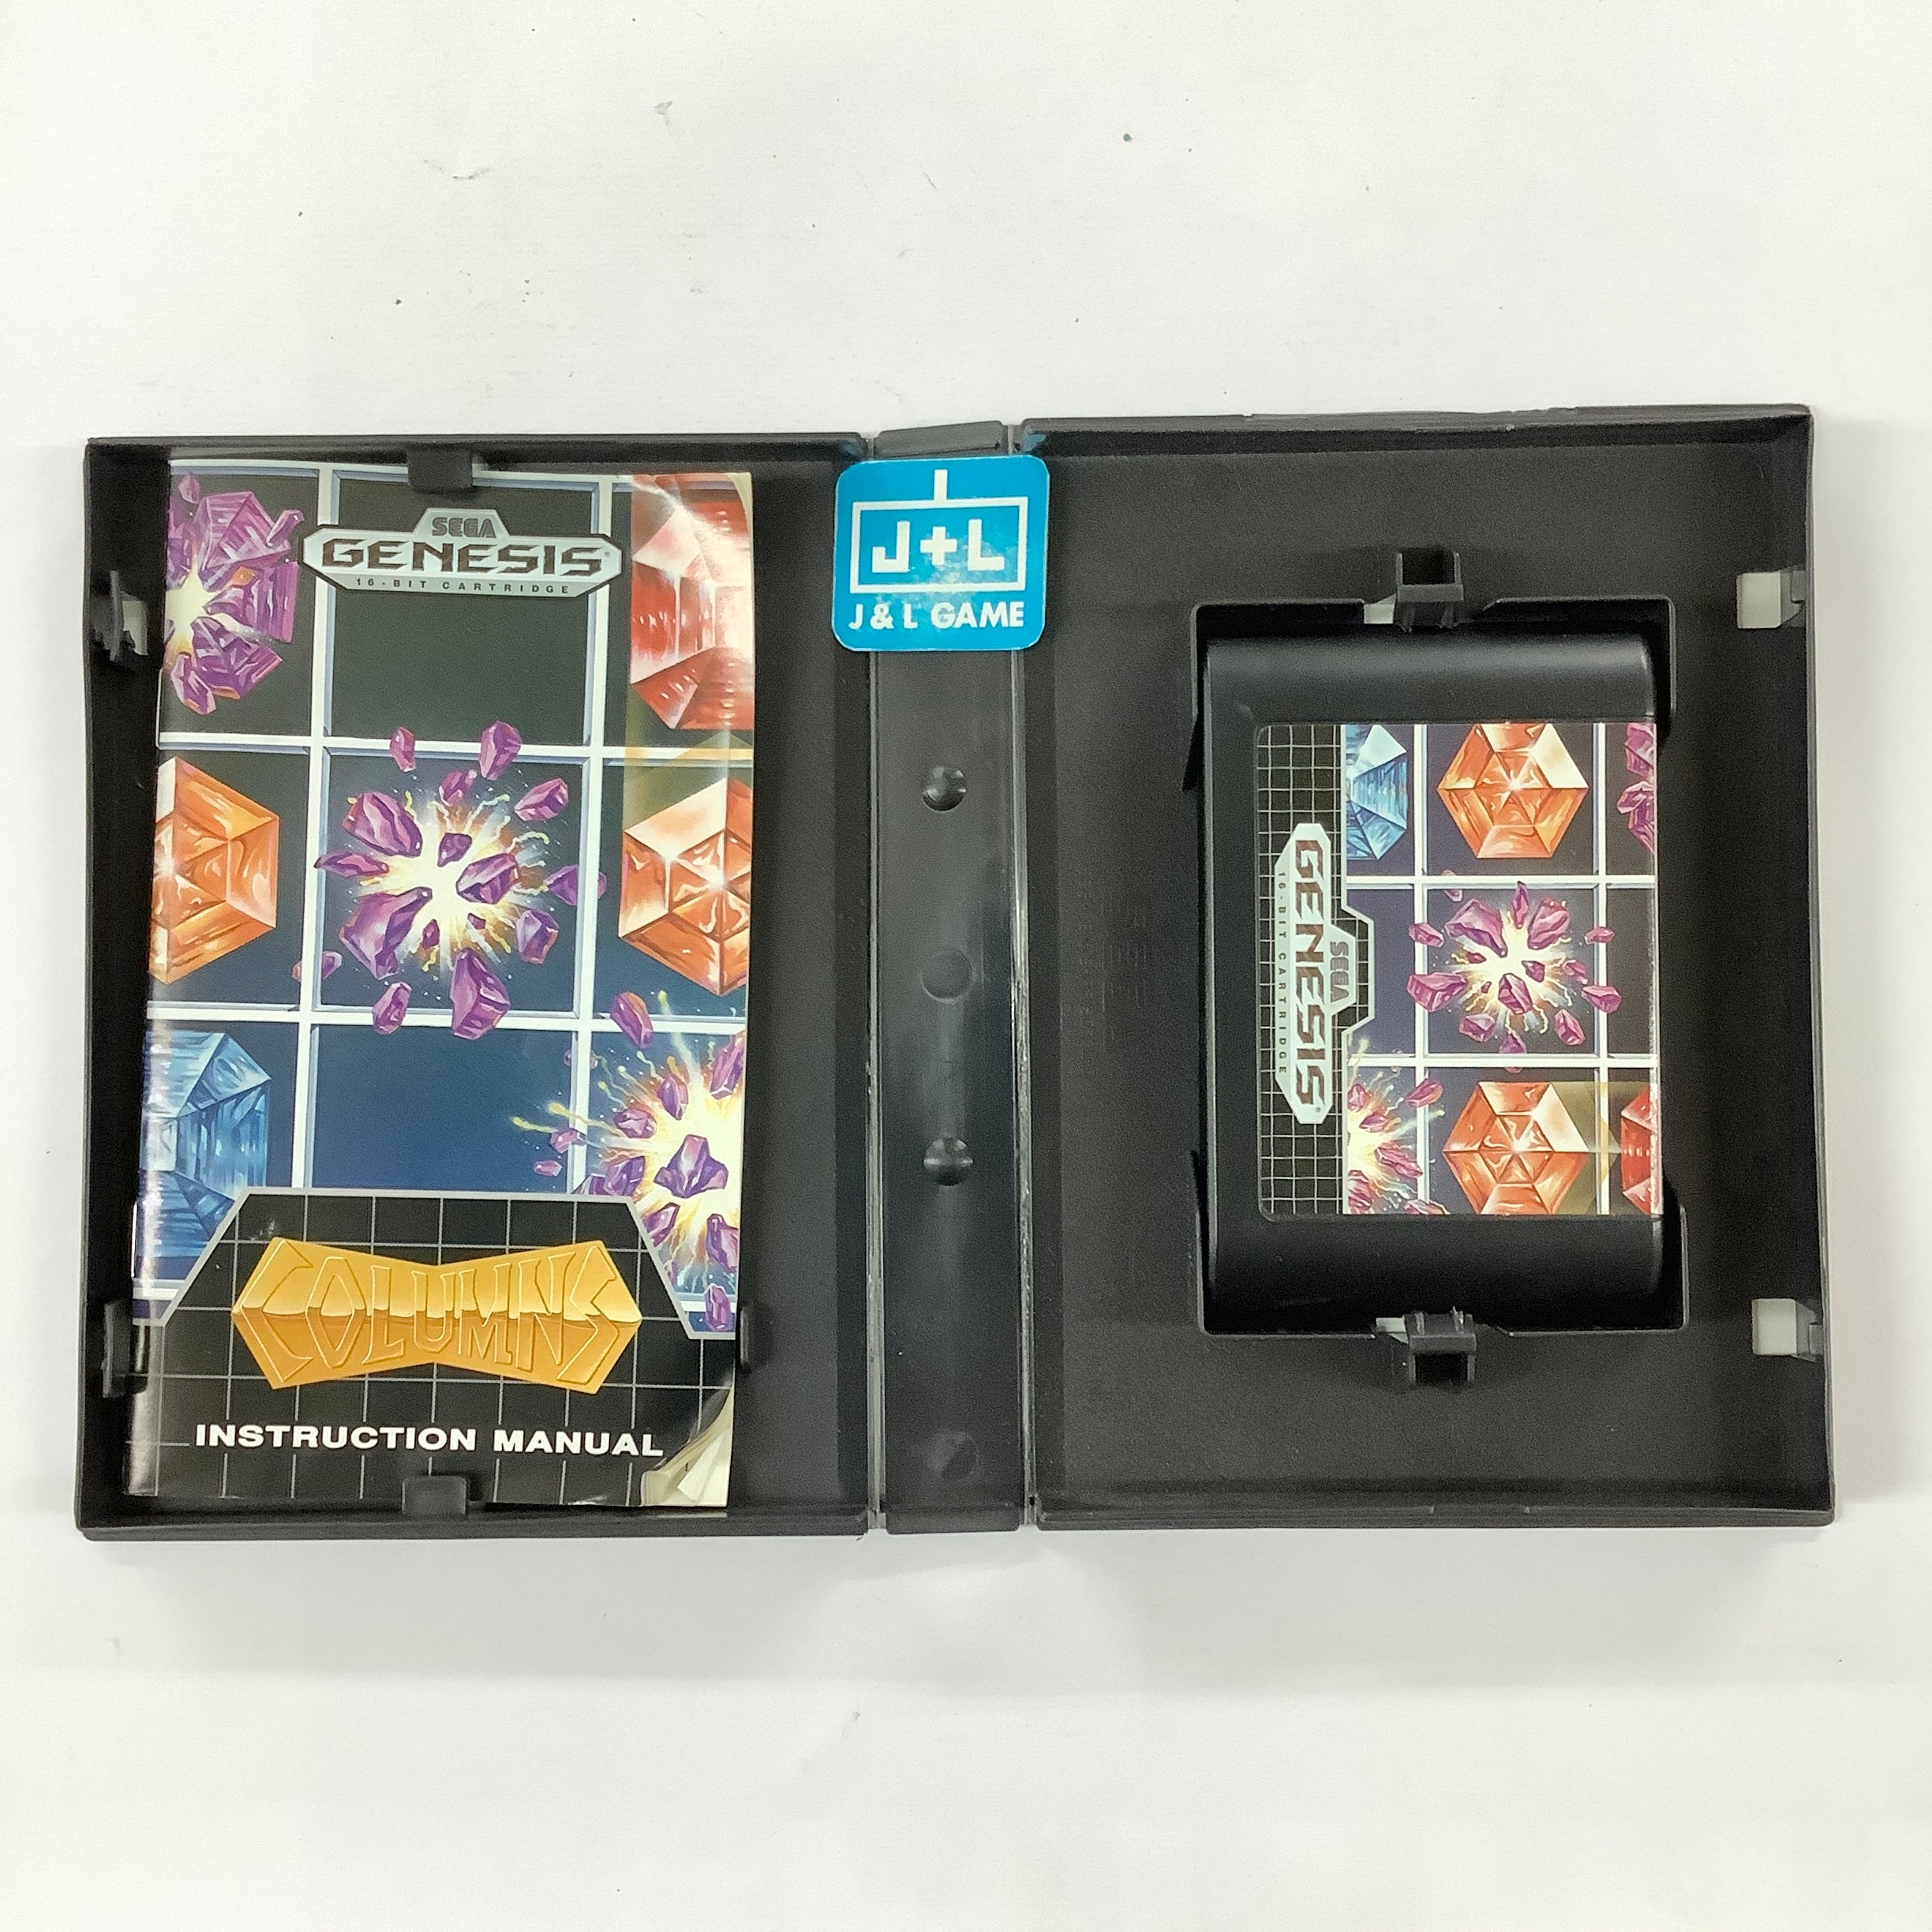 SEGA
GENESIS®
16-BIT CARTRIDGE
COLUMNS
INSTRUCTION MANUAL
J+L
J & L GAME
SEGA
GENESIS®
16-BIT CARTRIDGE